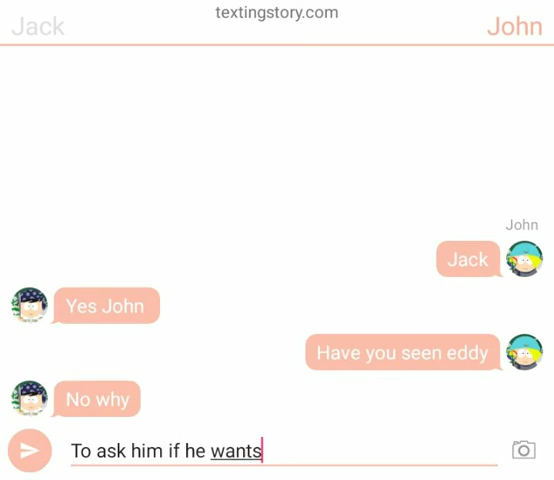 textingstory.com
Jack
John
John
Jack
Yes John
Have you seen eddy
No why
To ask him if he wants